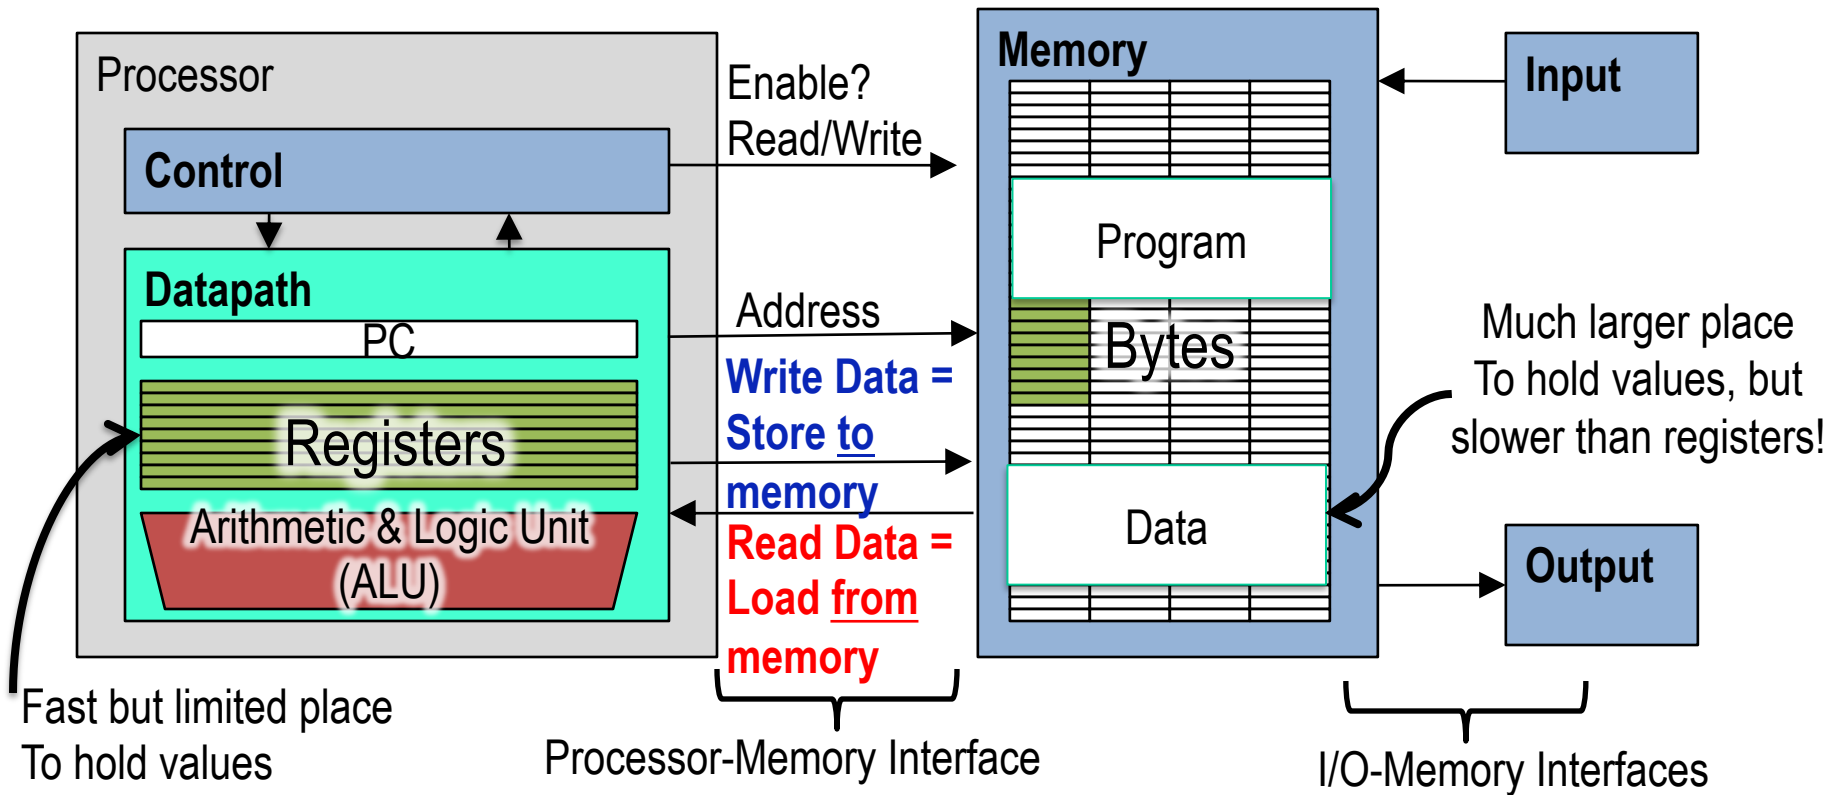 Processor
Control
Datapath
PC
Registers
Arithmetic & Logic Unit
(ALU)
Fast but limited place
To hold values
Enable?
Read/Write
Address
Write Data =
Store to
memory
Read Data =
Load from
memory
Processor-Memory Interface
Memory
Program
Bytes
Data
Input
Much larger place
To hold values, but
slower than registers!
Output
I/O-Memory Interfaces